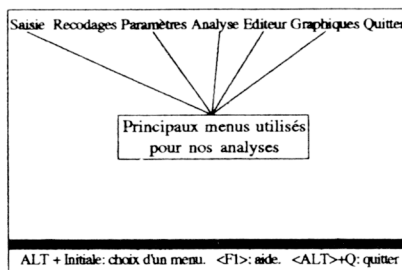 Saisie Recodages Paramètres Analyse Editeur Graphiques Quitter
Principaux menus utilisés
pour nos analyses
ALT + Initiale: choix d'un menu. <F1>: aide. <ALT>+Q: quitter